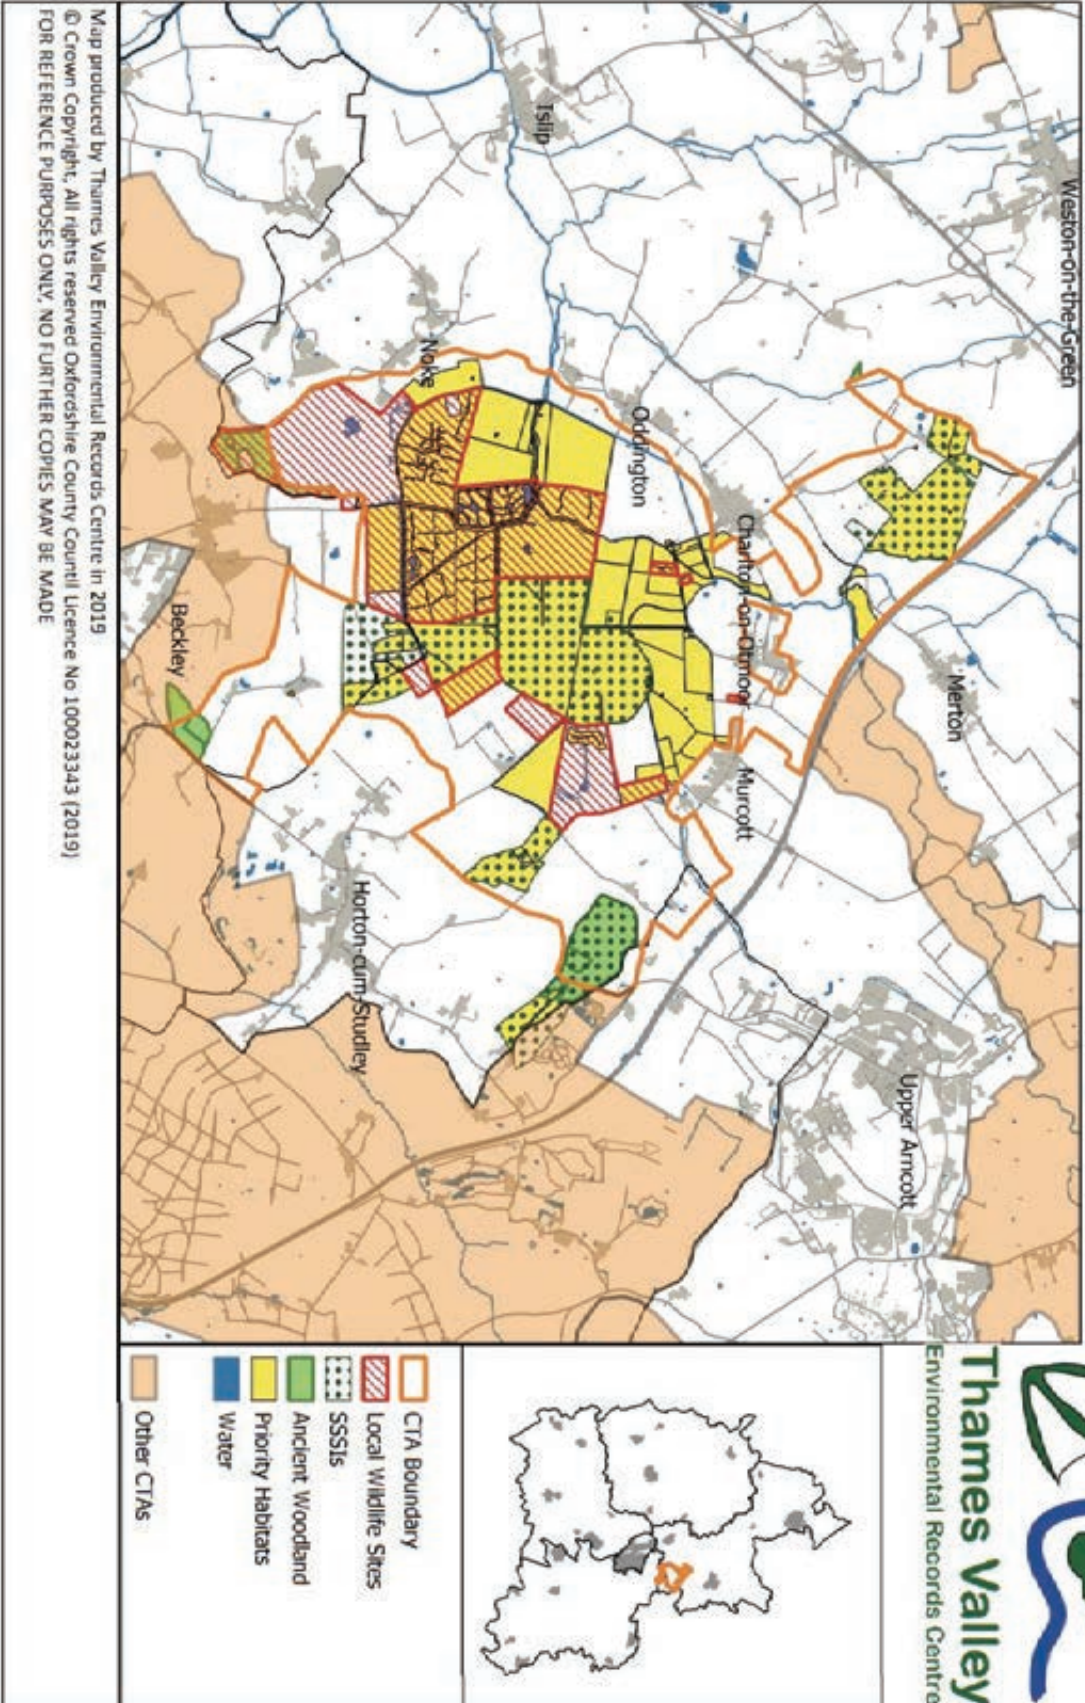 Thames Valley
Environmental Records Centre
Weston-on-the-Green
Merton
Upper Arncott
Islip
Oddington
Charlton-on-Otmoor
Murcott
Noke
Horton-cum-Studley
Beckley
CTA Boundary
Local Wildlife Sites
SSSIs
Ancient Woodland
Priority Habitats
Water
Other CTAs
Map produced by Thames Valley Environmental Records Centre in 2019
© Crown Copyright, All rights reserved Oxfordshire County Council Licence No 100023343 (2019)
FOR REFERENCE PURPOSES ONLY, NO FURTHER COPIES MAY BE MADE